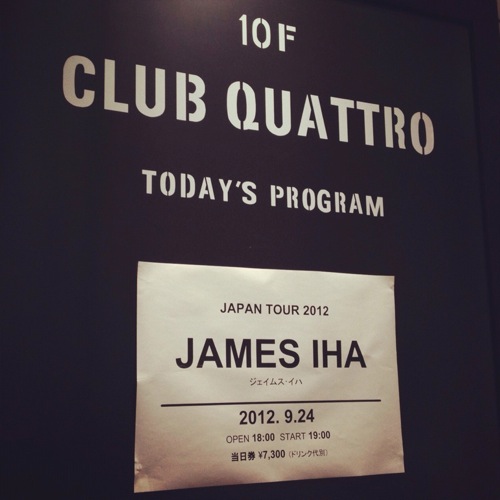 10F
CLUB QUATTRO
TODAY'S PROGRAM
JAPAN TOUR 2012
JAMES IHA
ジェイムス・イハ
2012. 9.24
OPEN 18:00 START 19:00
当日券 ¥7,300（ドリンク代別）